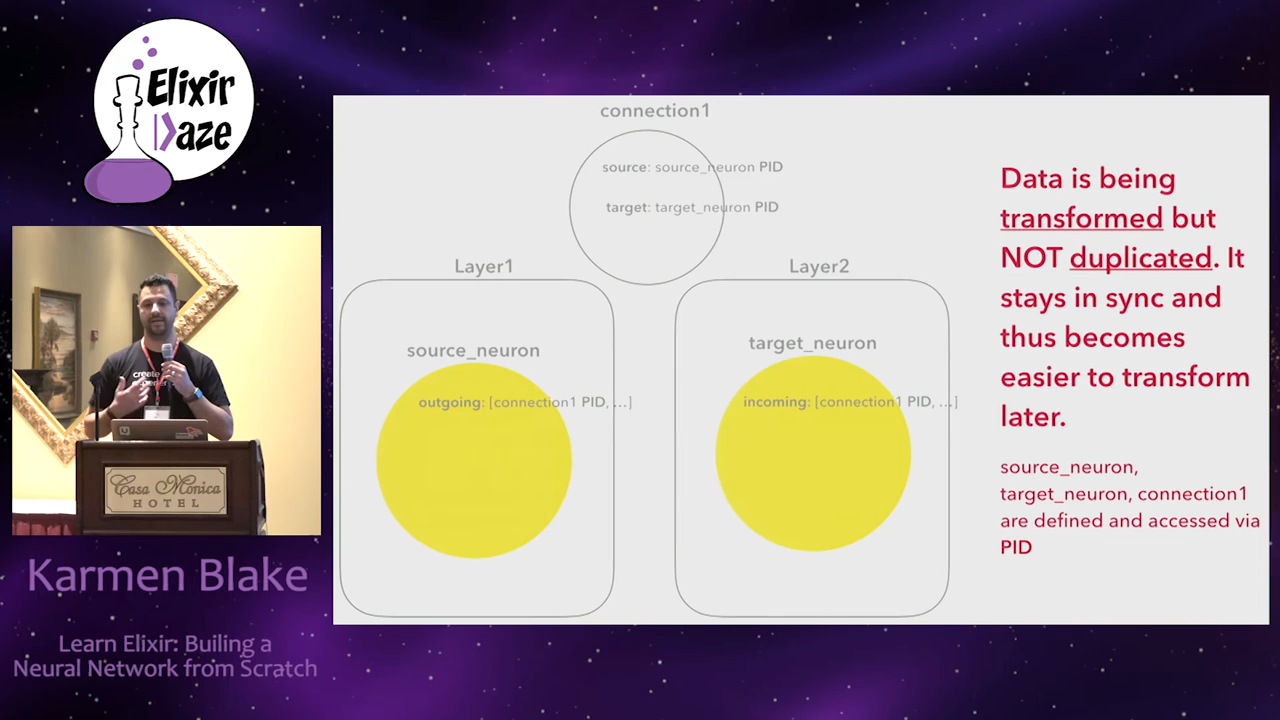 Elixir
Daze
create
Casa Monica
HOTEL
Karmen Blake
Learn Elixir: Builing a
Neural Network from Scratch
connection1
source: source_neuron PID
target: target_neuron PID
Layer1
source_neuron
outgoing: [connection1 PID, ...]
Layer2
target_neuron
incoming: [connection1 PID, ...]
Data is being
transformed but
NOT duplicated. It
stays in sync and
thus becomes
easier to transform
later.
source_neuron,
target_neuron, connection1
are defined and accessed via
PID